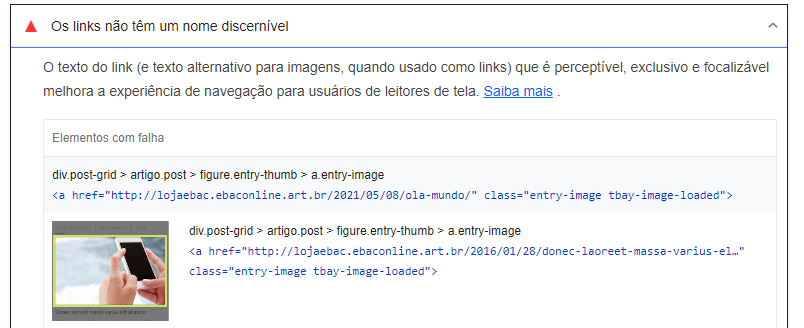 Os links não têm um nome discernível
O texto do link (e texto alternativo para imagens, quando usado como links) que é perceptível, exclusivo e focalizável
melhora a experiência de navegação para usuários de leitores de tela. Saiba mais .
Elementos com falha
div.post-grid > artigo.post > figure.entry-thumb > a.entry-image
<a href="http://lojaebac.ebaconline.art.br/2021/05/08/ola-mundo/" class="entry-image tbay-image-loaded">
div.post-grid > artigo.post > figure.entry-thumb > a.entry-image
<a href="http://lojaebac.ebaconline.art.br/2016/01/28/donec-laoreet-massa-varius-el…"
class="entry-image tbay-image-loaded">